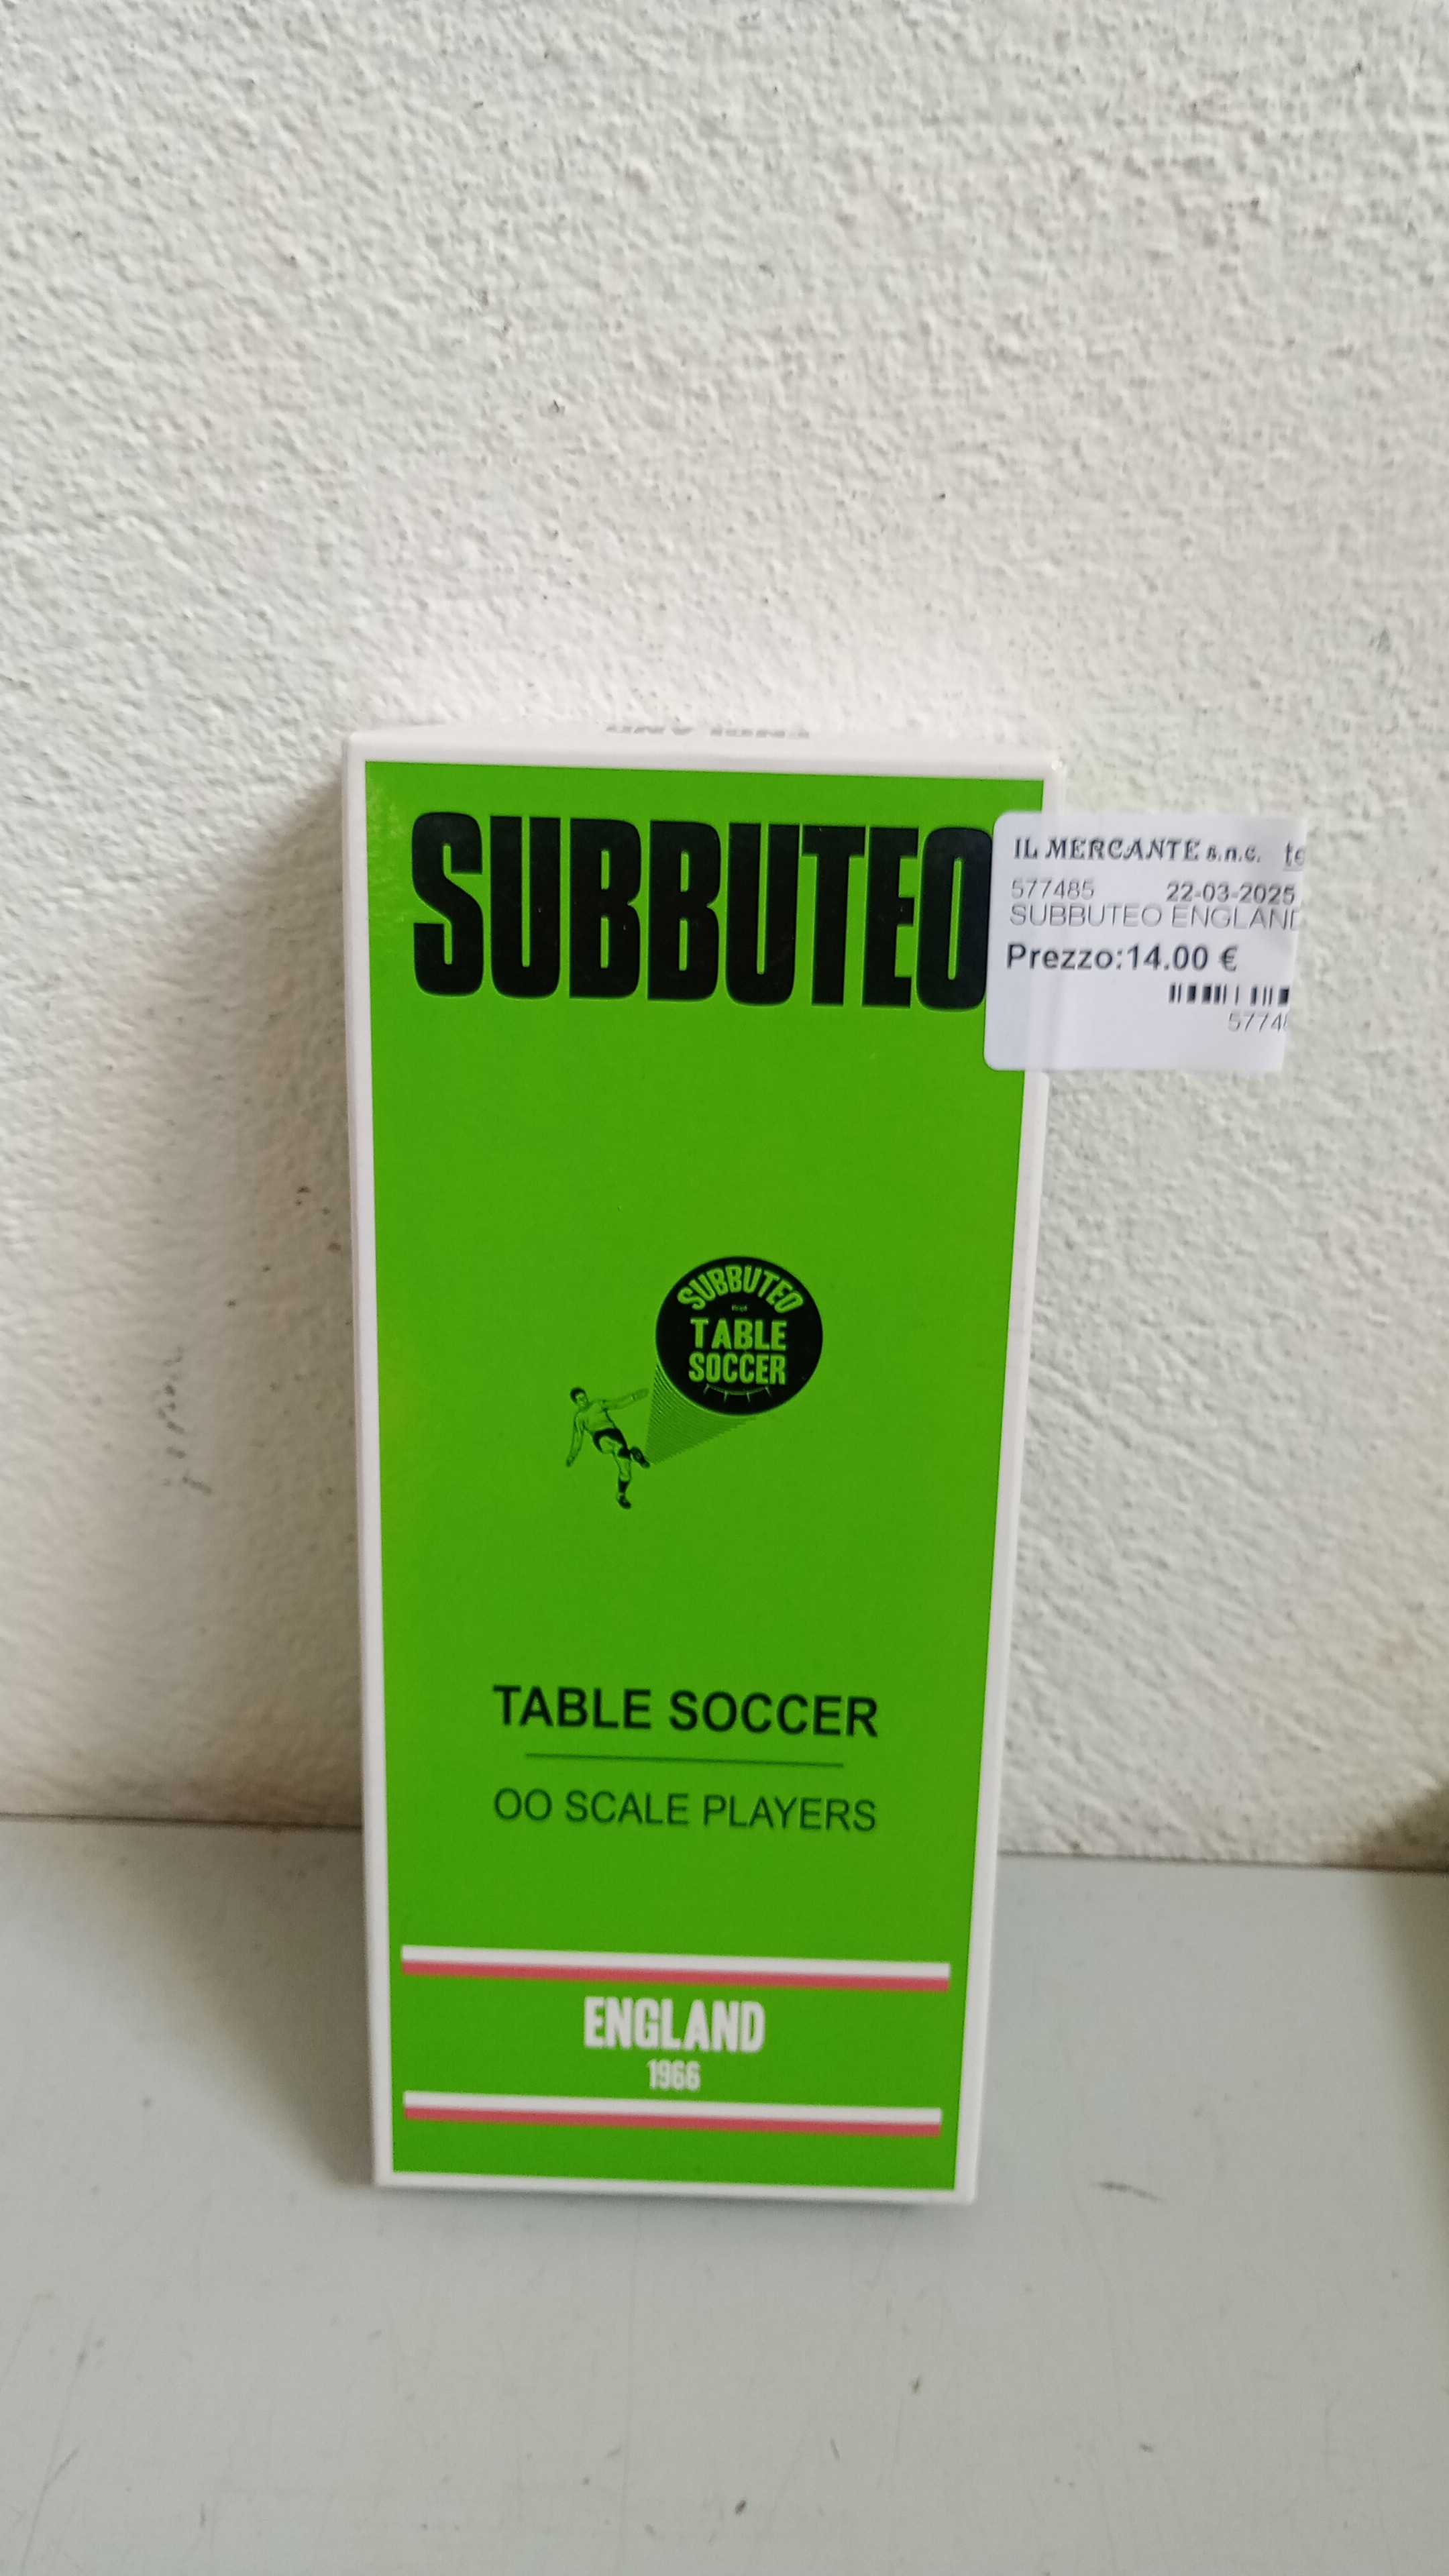 ENGLAND
SUBBUTEO
IL MERCANTE s.n.c.
577485 22-03-2025
SUBBUTEO ENGLAND
Prezzo:14.00 €
SUBBUTEO
TABLE
SOCCER
TABLE SOCCER
OO SCALE PLAYERS
ENGLAND
1966